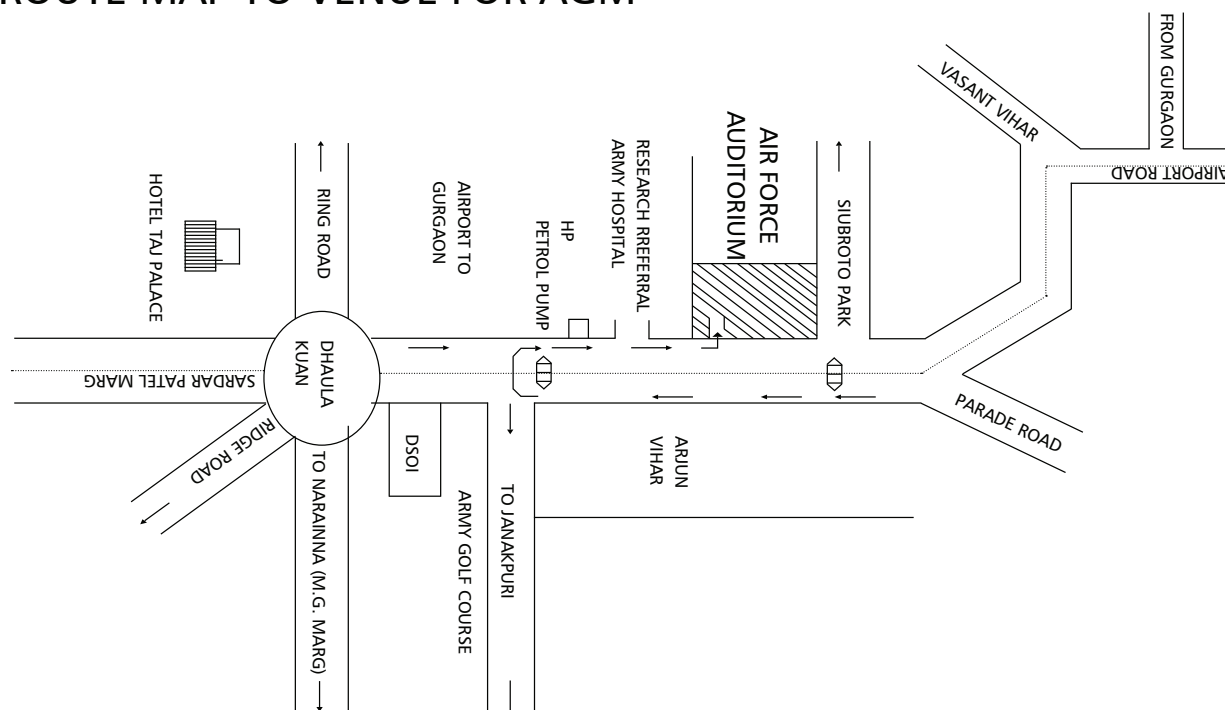 ROUTE MAP TO VENUE FOR AGM
FROM GURGAON
VASANT VIHAR
AIRPORT ROAD
AIR FORCE
AUDITORIUM
RESEARCH RREFERRAL
ARMY HOSPITAL
SIUBROTO PARK
HP
PETROL PUMP
AIRPORT TO
GURGAON
RING ROAD
HOTEL TAJ PALACE
DHAULA
KUAN
SARDAR PATEL MARG
RIDGE ROAD
PARADE ROAD
DSOI
ARJUN
VIHAR
TO NARAINNA (M.G. MARG)
ARMY GOLF COURSE
TO JANAKPURI